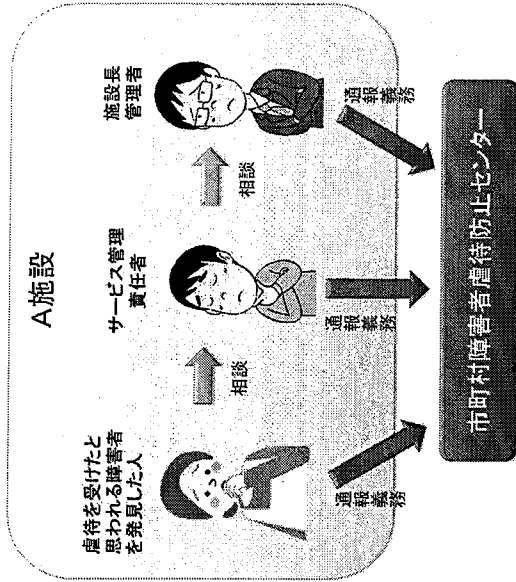 A施設
虐待を受けたと
思われる障害者
を発見した人
相談
サービス管理
責任者
相談
施設長
管理者
通報義務
通報義務
通報義務
市町村障害者虐待防止センター